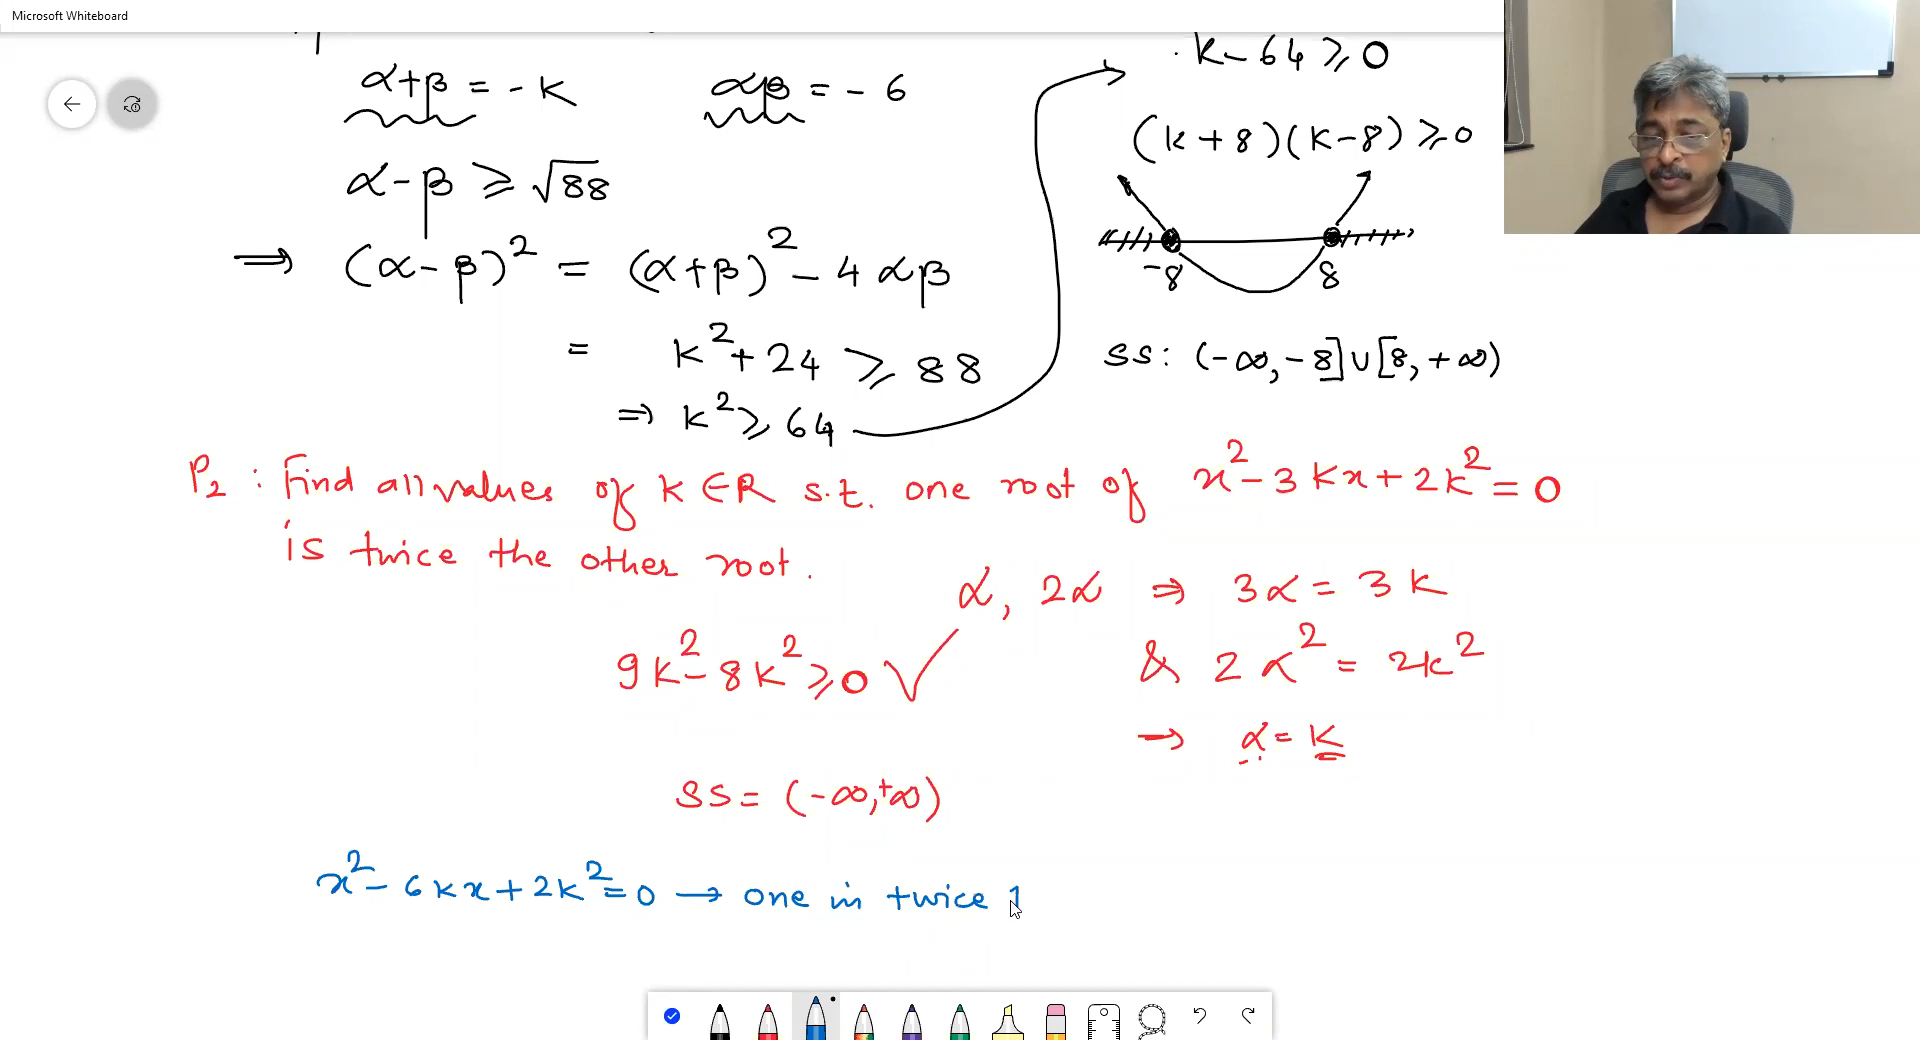 Microsoft Whiteboard
α+β = -k
αβ = -6
α-β ≥ √88
⇒ (α-β)² = (α+β)² - 4αβ
= k² + 24 ≥ 88
⇒ k² ≥ 64
k - 64 ≥ 0
(k+8)(k-8) ≥ 0
-8 8
SS: (-∞, -8] ∪ [8, +∞)
P₂ : Find all values of K ∈ R s.t. one root of x² - 3kx + 2k² = 0
is twice the other root.
α, 2α ⇒ 3α = 3k
9k² - 8k² ≥ 0 ✓
& 2α² = 2k²
→ α = k
SS = (-∞, +∞)
x² - 6kx + 2k² = 0 → one in twice